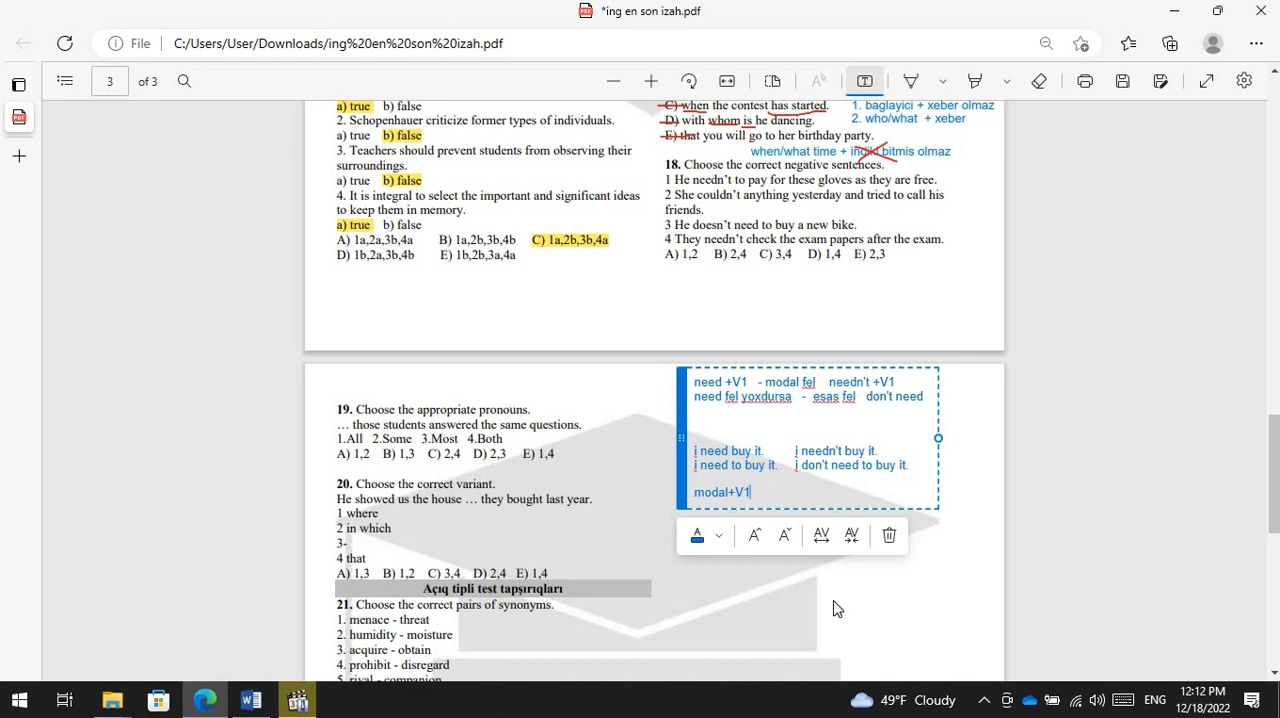 *ing en son izah.pdf
File C:/Users/User/Downloads/ing%20en%20son%20izah.pdf
3 of 3
a) true b) false
2. Schopenhauer criticize former types of individuals.
a) true b) false
3. Teachers should prevent students from observing their
surroundings.
a) true b) false
4. It is integral to select the important and significant ideas
to keep them in memory.
a) true b) false
A) 1a,2a,3b,4a B) 1a,2b,3b,4b C) 1a,2b,3b,4a
D) 1b,2a,3b,4b E) 1b,2b,3a,4a
C) when the contest has started. 1. baglayici + xeber olmaz
D) with whom is he dancing. 2. who/what + xeber
E) that you will go to her birthday party.
when/what time + indiki bitmis olmaz
18. Choose the correct negative sentences.
1 He needn't to pay for these gloves as they are free.
2 She couldn't anything yesterday and tried to call his
friends.
3 He doesn't need to buy a new bike.
4 They needn't check the exam papers after the exam.
A) 1,2 B) 2,4 C) 3,4 D) 1,4 E) 2,3
19. Choose the appropriate pronouns.
… those students answered the same questions.
1.All 2.Some 3.Most 4.Both
A) 1,2 B) 1,3 C) 2,4 D) 2,3 E) 1,4
20. Choose the correct variant.
He showed us the house … they bought last year.
1 where
2 in which
3-
4 that
A) 1,3 B) 1,2 C) 3,4 D) 2,4 E) 1,4
Açıq tipli test tapşırıqları
21. Choose the correct pairs of synonyms.
1. menace - threat
2. humidity - moisture
3. acquire - obtain
4. prohibit - disregard
5. rival - companion
need +V1 - modal fel needn't +V1
need fel yoxdursa - esas fel don't need
i need buy it. i needn't buy it.
i need to buy it. i don't need to buy it.
modal+V1
49°F Cloudy
ENG
12:12 PM
12/18/2022